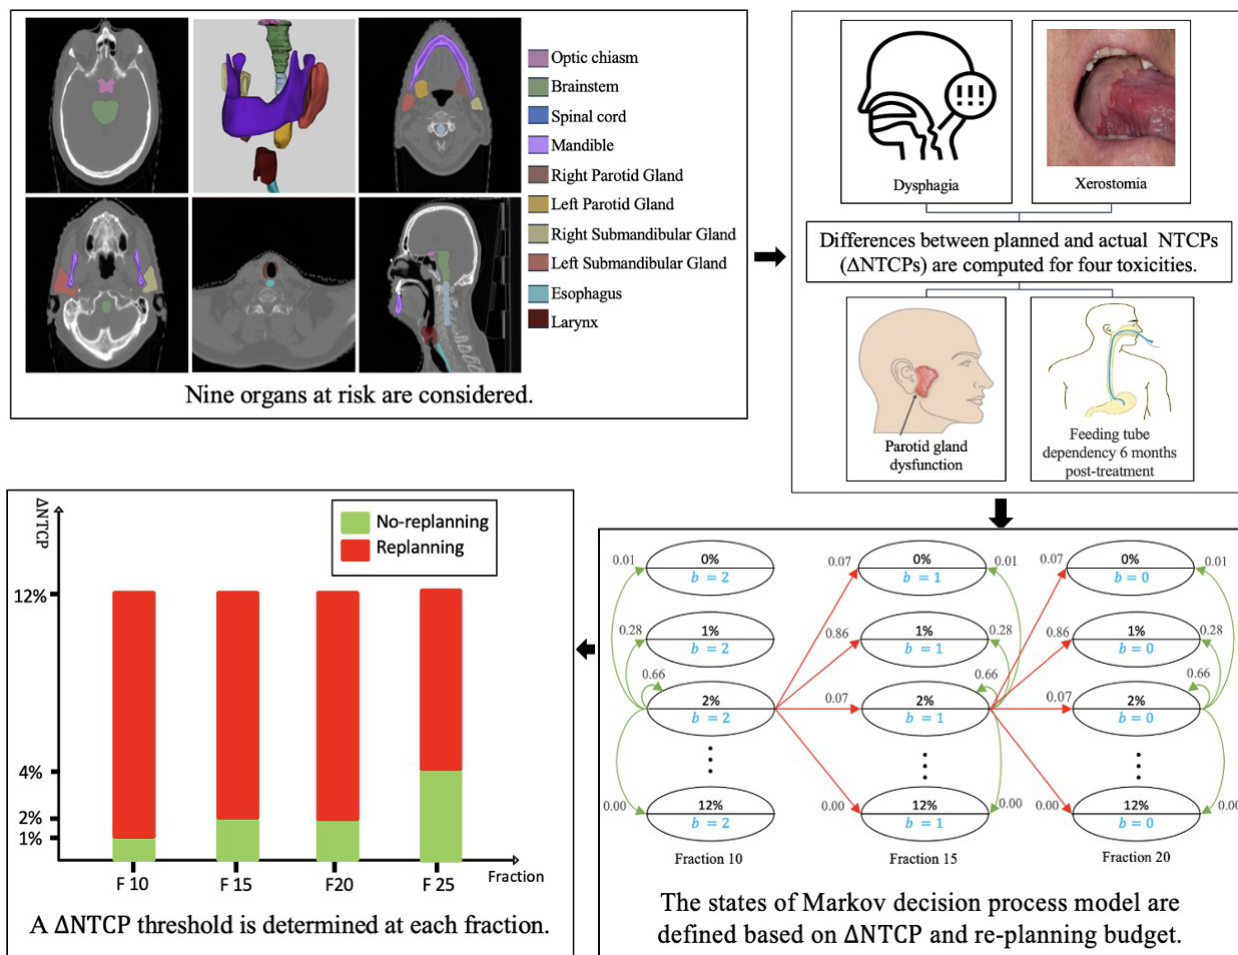 Optic chiasm
Brainstem
Spinal cord
Mandible
Right Parotid Gland
Left Parotid Gland
Right Submandibular Gland
Left Submandibular Gland
Esophagus
Larynx
Nine organs at risk are considered.
!!!
Dysphagia
Xerostomia
Differences between planned and actual NTCPs
(ΔNTCPs) are computed for four toxicities.
Parotid gland
dysfunction
Feeding tube
dependency 6 months
post-treatment
ΔNTCP
No-replanning
Replanning
12%
4%
2%
1%
F 10
F 15
F20
F 25
Fraction
A ΔNTCP threshold is determined at each fraction.
0.01
0%
b = 2
0.07
0%
b = 1
0.01
0.07
0%
b = 0
0.01
0.28
1%
b = 2
0.86
1%
b = 1
0.28
0.86
1%
b = 0
0.28
0.66
2%
b = 2
0.07
0.66
2%
b = 1
0.07
0.66
2%
b = 0
0.00
12%
b = 2
0.00
12%
b = 1
0.00
0.00
12%
b = 0
0.00
Fraction 10
Fraction 15
Fraction 20
The states of Markov decision process model are
defined based on ΔNTCP and re-planning budget.